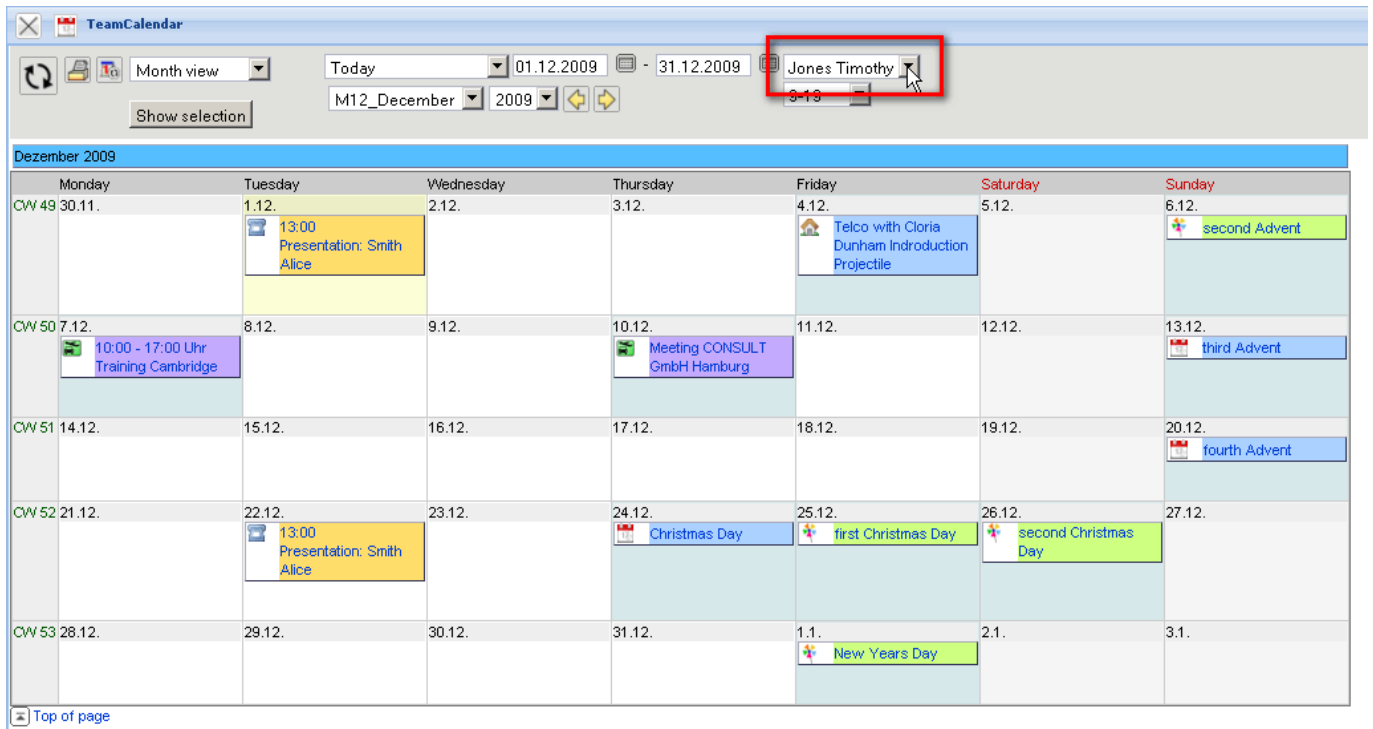 TeamCalendar
Month view
Today
01.12.2009 - 31.12.2009
Jones Timothy
Show selection
M12_December
2009
9-19
Dezember 2009
Monday Tuesday Wednesday Thursday Friday Saturday Sunday
CW 49 30.11. 1.12. 2.12. 3.12. 4.12. 5.12. 6.12.
13:00
Presentation: Smith
Alice
Telco with Cloria
Dunham Indroduction
Projectile
second Advent
CW 50 7.12. 8.12. 9.12. 10.12. 11.12. 12.12. 13.12.
10:00 - 17:00 Uhr
Training Cambridge
Meeting CONSULT
GmbH Hamburg
third Advent
CW 51 14.12. 15.12. 16.12. 17.12. 18.12. 19.12. 20.12.
fourth Advent
CW 52 21.12. 22.12. 23.12. 24.12. 25.12. 26.12. 27.12.
13:00
Presentation: Smith
Alice
Christmas Day
first Christmas Day
second Christmas
Day
CW 53 28.12. 29.12. 30.12. 31.12. 1.1. 2.1. 3.1.
New Years Day
Top of page